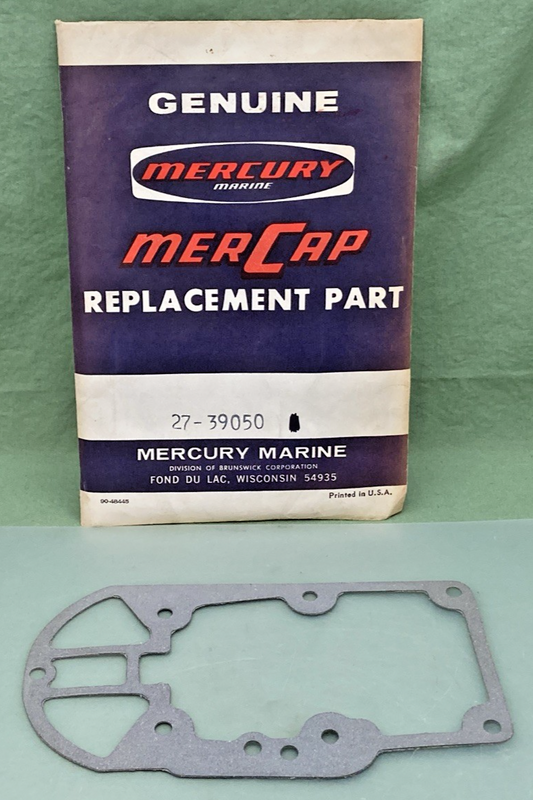 GENUINE
MERCURY
MARINE
MERCAP
REPLACEMENT PART
27-39050
MERCURY MARINE
DIVISION OF BRUNSWICK CORPORATION
FOND DU LAC, WISCONSIN 54935
90-48445
Printed in U.S.A.